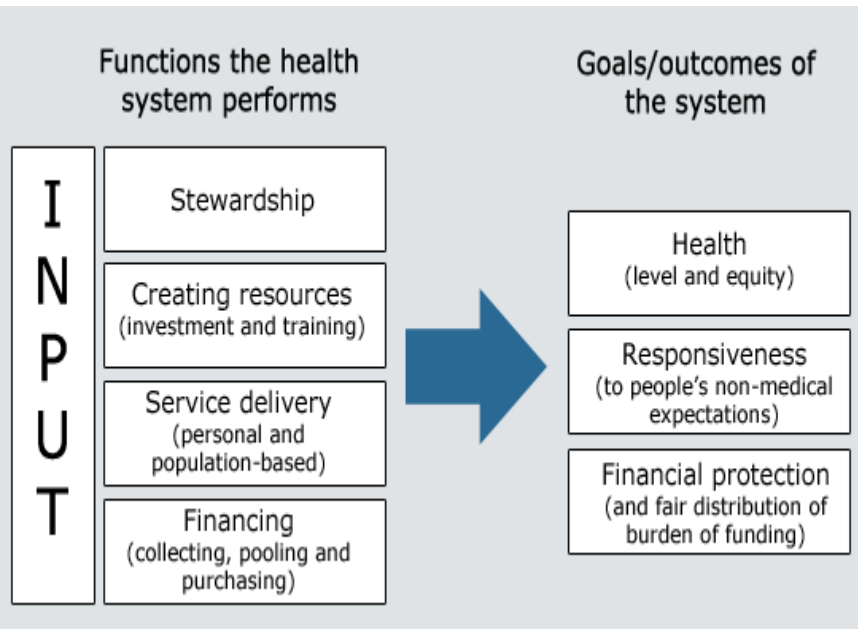 Functions the health
system performs
Goals/outcomes of
the system
INPUT
Stewardship
Creating resources
(investment and training)
Service delivery
(personal and
population-based)
Financing
(collecting, pooling and
purchasing)
Health
(level and equity)
Responsiveness
(to people's non-medical
expectations)
Financial protection
(and fair distribution of
burden of funding)